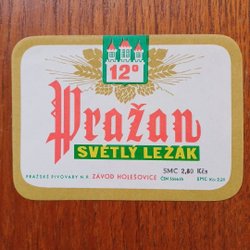 12°
Pražan
SVĚTLÝ LEŽÁK
SMC 2,80 Kčs
PRAŽSKÉ PIVOVARY N. P. ZÁVOD HOLEŠOVICE